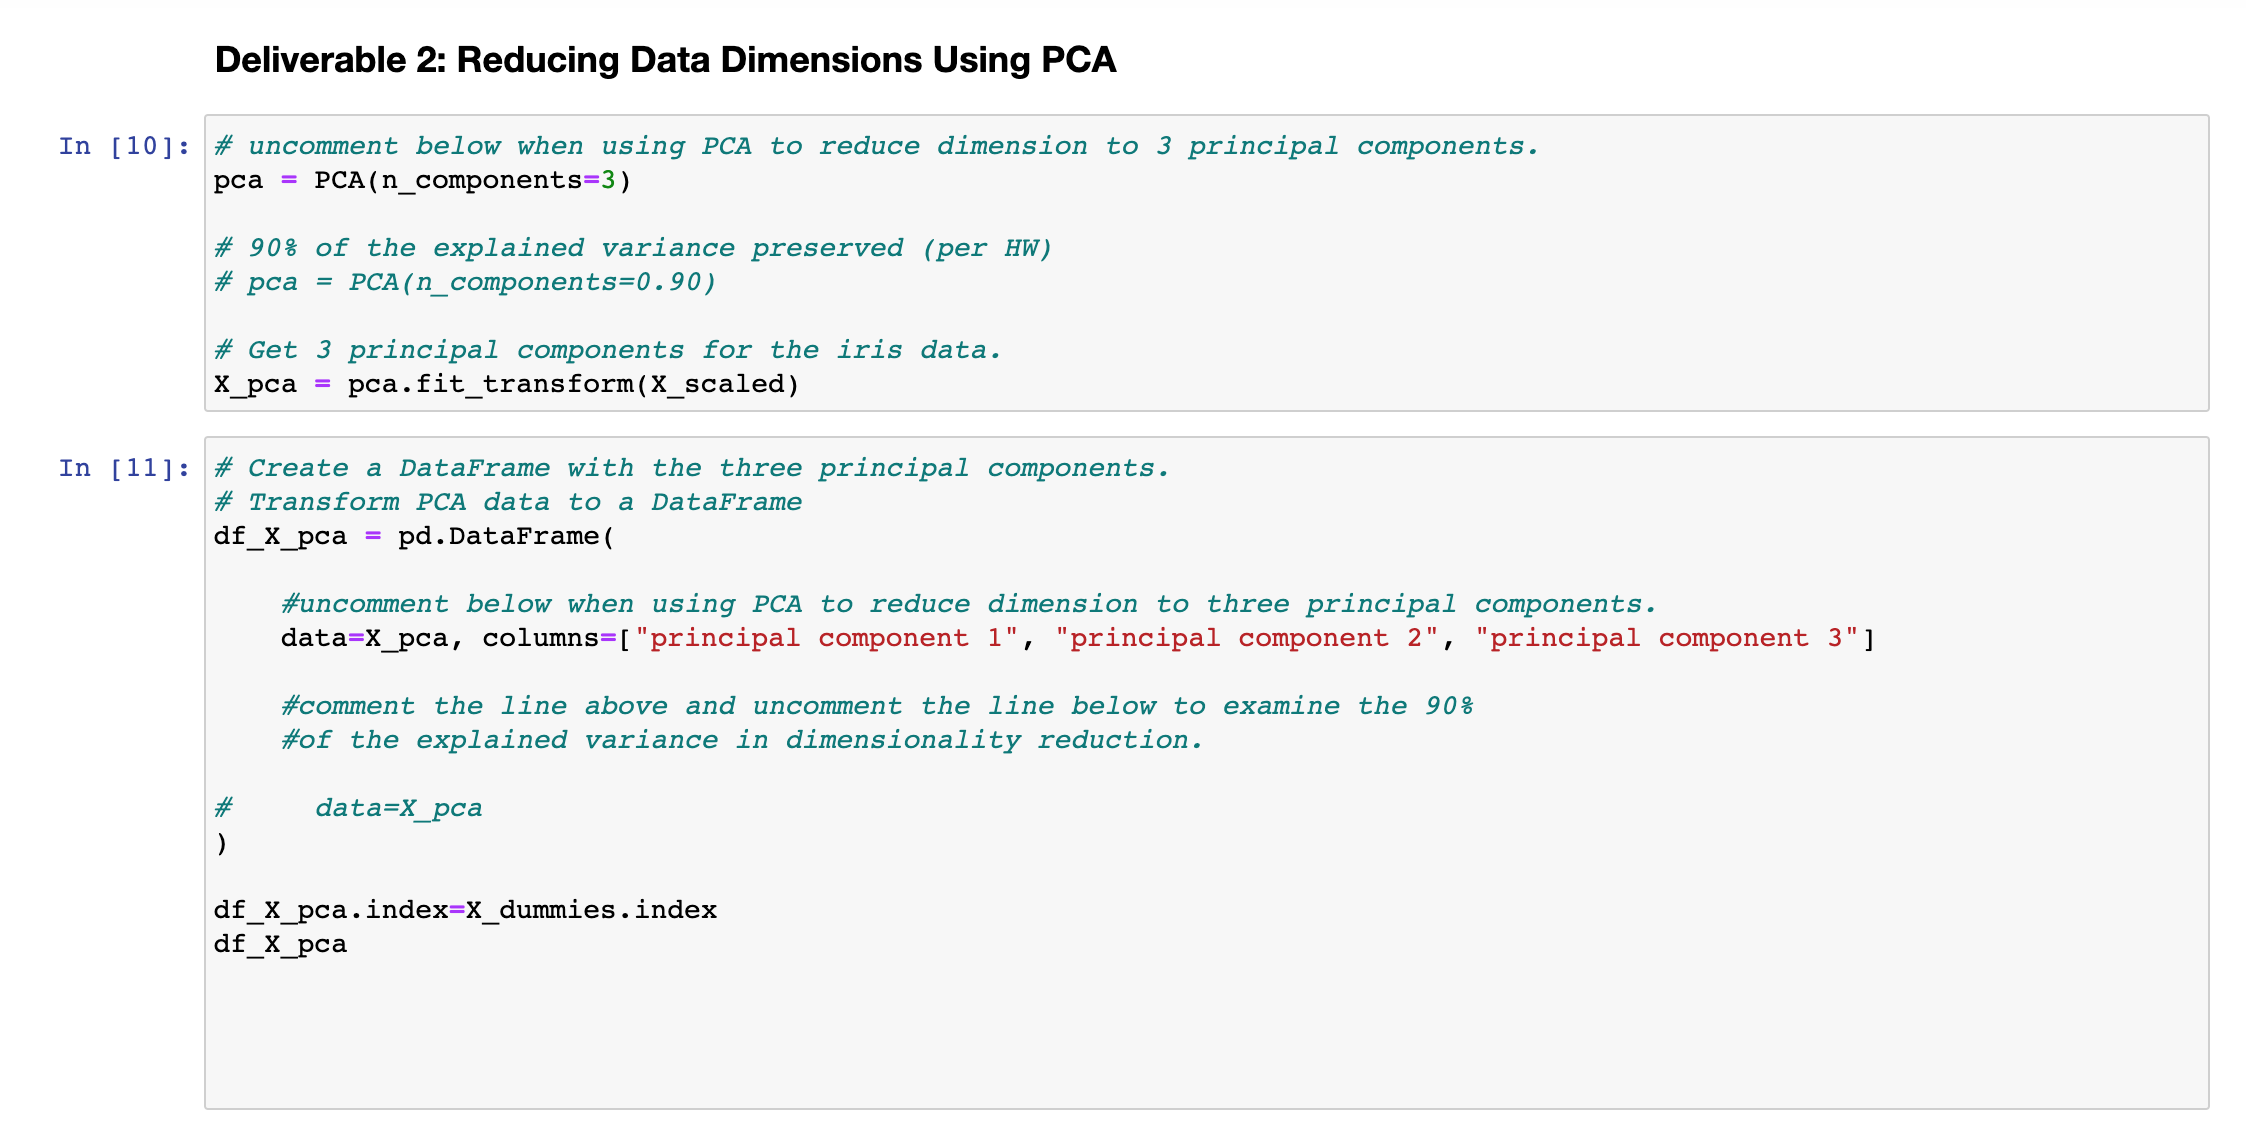 Deliverable 2: Reducing Data Dimensions Using PCA
In [10]:
# uncomment below when using PCA to reduce dimension to 3 principal components.
pca = PCA(n_components=3)
# 90% of the explained variance preserved (per HW)
# pca = PCA(n_components=0.90)
# Get 3 principal components for the iris data.
X_pca = pca.fit_transform(X_scaled)
In [11]:
# Create a DataFrame with the three principal components.
# Transform PCA data to a DataFrame
df_X_pca = pd.DataFrame(
#uncomment below when using PCA to reduce dimension to three principal components.
data=X_pca, columns=["principal component 1", "principal component 2", "principal component 3"]
#comment the line above and uncomment the line below to examine the 90%
#of the explained variance in dimensionality reduction.
#     data=X_pca
)
df_X_pca.index=X_dummies.index
df_X_pca